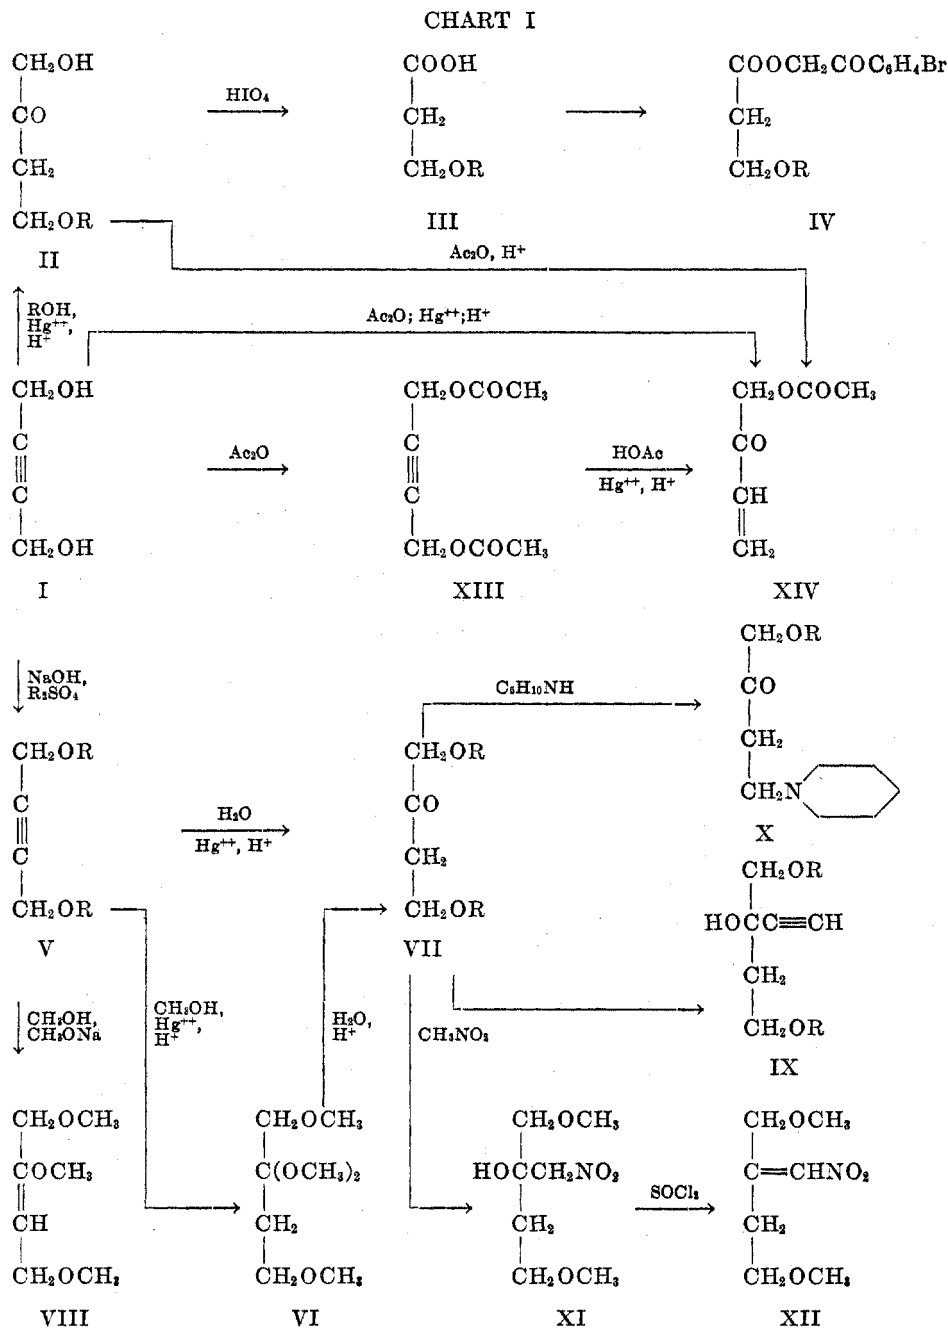 CHART I
CH₂OH COOH COOCH₂COC₆H₄Br
CO HIO₄ CH₂ CH₂
CH₂ CH₂OR CH₂OR
CH₂OR III IV
II Ac₂O, H⁺
ROH,
Hg⁺⁺,
H⁺
Ac₂O; Hg⁺⁺;H⁺
CH₂OH CH₂OCOCH₃ CH₂OCOCH₃
C Ac₂O C HOAc CO
C C Hg⁺⁺, H⁺ CH
CH₂OH CH₂OCOCH₃ CH₂
I XIII XIV
NaOH,
R₂SO₄
C₅H₁₀NH
CH₂OR
CO
CH₂
CH₂N
X
CH₂OR CH₂OR
C H₂O CO
C Hg⁺⁺, H⁺ CH₂
CH₂OR CH₂OR
V VII
CH₂OR
HOCC≡CH
CH₂
CH₂OR
IX
CH₃OH,
CH₃ONa
CH₃OH,
Hg⁺⁺,
H⁺
H₂O,
H⁺
CH₃NO₂
CH₂OCH₃ CH₂OCH₃ CH₂OCH₃ CH₂OCH₃
COCH₃ C(OCH₃)₂ HOCCH₂NO₂ SOCl₂ C=CHNO₂
CH CH₂ CH₂ CH₂
CH₂OCH₃ CH₂OCH₃ CH₂OCH₃ CH₂OCH₃
VIII VI XI XII